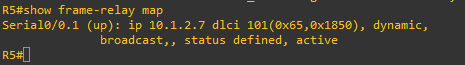 R5#show frame-relay map
Serial0/0.1 (up): ip 10.1.2.7 dlci 101(0x65,0x1850), dynamic,
broadcast,, status defined, active
R5#